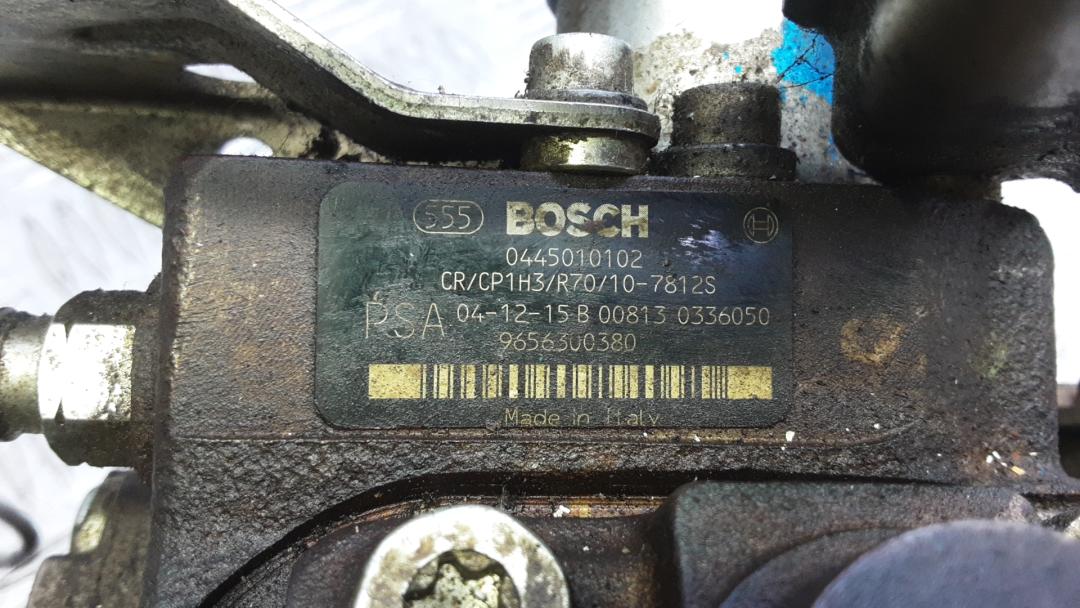 555 BOSCH H
0445010102
CR/CP1H3/R70/10-7812S
PSA 04-12-15 B 00813 0336050
9656300380
Made in Italy